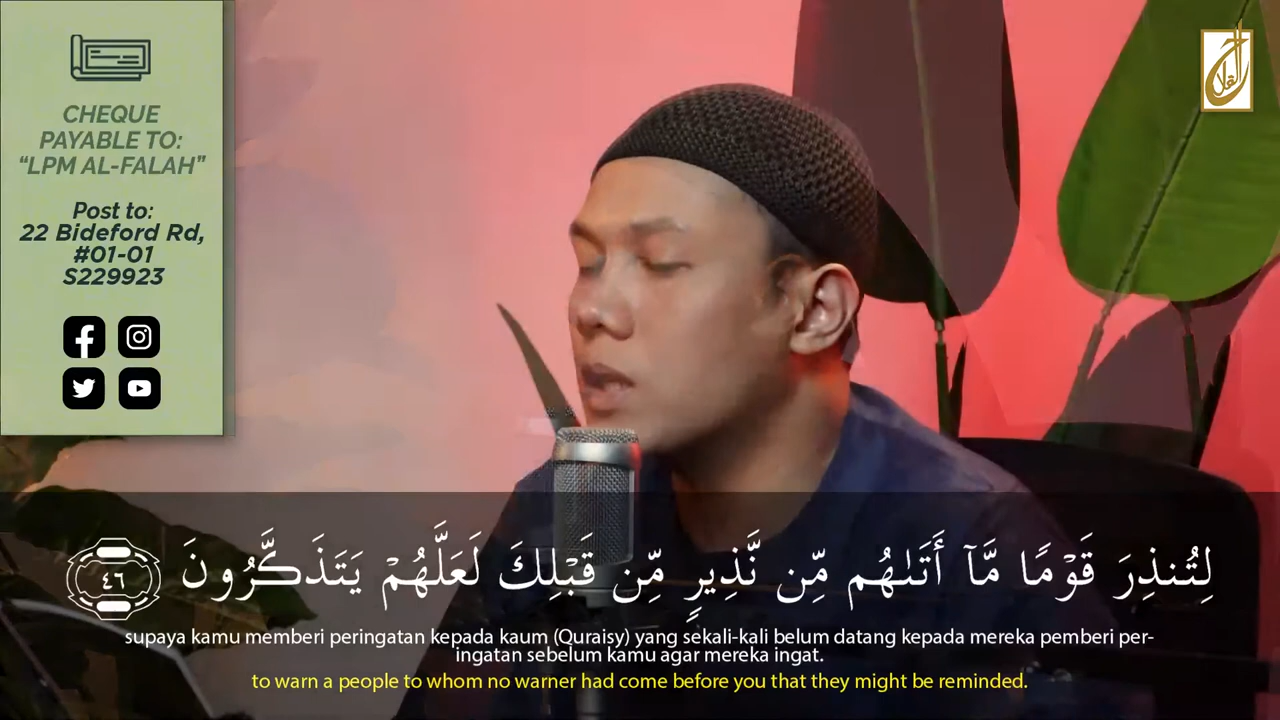 CHEQUE
PAYABLE TO:
“LPM AL-FALAH”
Post to:
22 Bideford Rd,
#01-01
S229923
لِتُنذِرَ قَوْمًا مَّآ أَتَىٰهُم مِّن نَّذِيرٍ مِّن قَبْلِكَ لَعَلَّهُمْ يَتَذَكَّرُونَ ٤٦
supaya kamu memberi peringatan kepada kaum (Quraisy) yang sekali-kali belum datang kepada mereka pemberi per-
ingatan sebelum kamu agar mereka ingat.
to warn a people to whom no warner had come before you that they might be reminded.